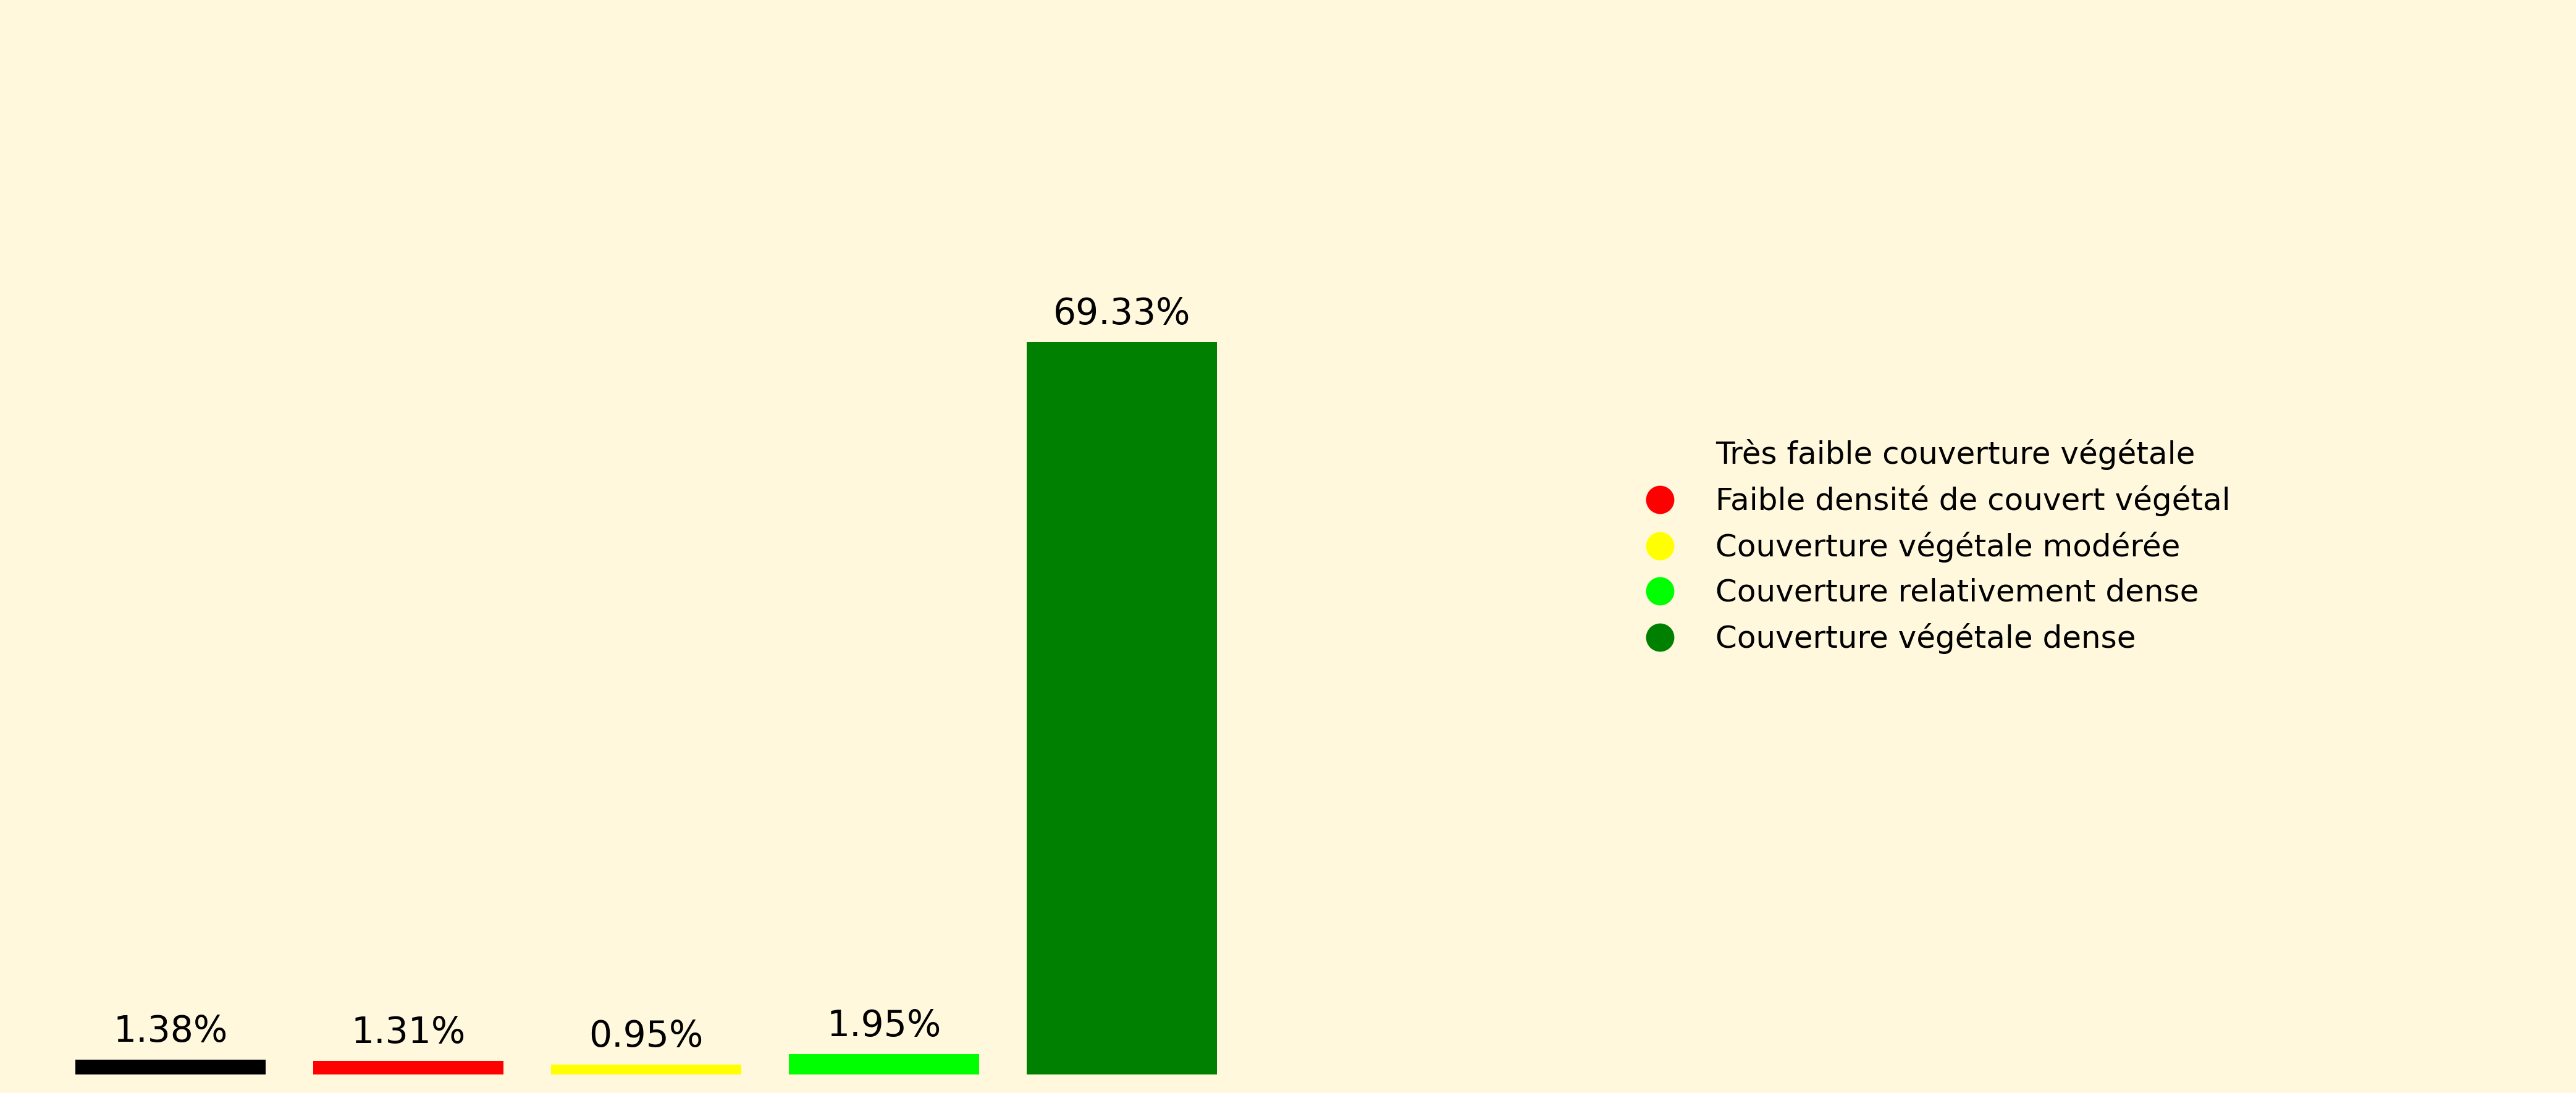 69.33%
1.38%
1.31%
0.95%
1.95%
Très faible couverture végétale
Faible densité de couvert végétal
Couverture végétale modérée
Couverture relativement dense
Couverture végétale dense